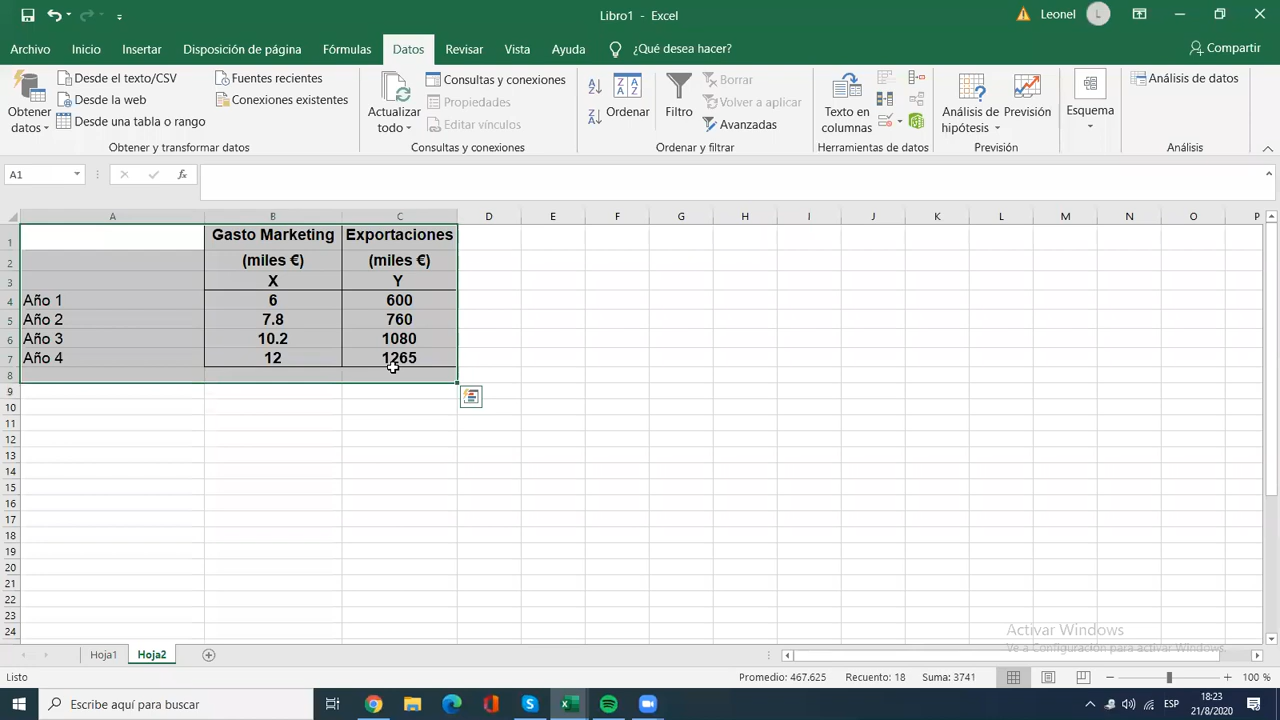 Libro1 - Excel
Leonel
L
Archivo Inicio Insertar Disposición de página Fórmulas Datos Revisar Vista Ayuda ¿Qué desea hacer? Compartir
Obtener datos
Desde el texto/CSV
Desde la web
Desde una tabla o rango
Fuentes recientes
Conexiones existentes
Obtener y transformar datos
Actualizar todo
Consultas y conexiones
Propiedades
Editar vínculos
Consultas y conexiones
Ordenar
Filtro
Borrar
Volver a aplicar
Avanzadas
Ordenar y filtrar
Texto en columnas
Herramientas de datos
Análisis de hipótesis
Previsión
Previsión
Esquema
Análisis de datos
Análisis
A1
fx
A B C D E F G H I J K L M N O P
1 Gasto Marketing Exportaciones
2 (miles €) (miles €)
3 X Y
4 Año 1 6 600
5 Año 2 7.8 760
6 Año 3 10.2 1080
7 Año 4 12 1265
8
9
10
11
12
13
14
15
16
17
18
19
20
21
22
23
24
Activar Windows
Ve a Configuración para activar Windows.
Hoja1 Hoja2
Listo Promedio: 467.625 Recuento: 18 Suma: 3741 100 %
Escribe aquí para buscar
ESP
18:23
21/8/2020